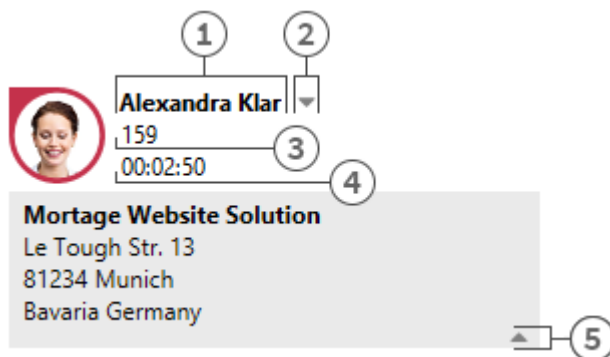 1 2
Alexandra Klar
159
3
00:02:50
4
Mortage Website Solution
Le Tough Str. 13
81234 Munich
Bavaria Germany
5